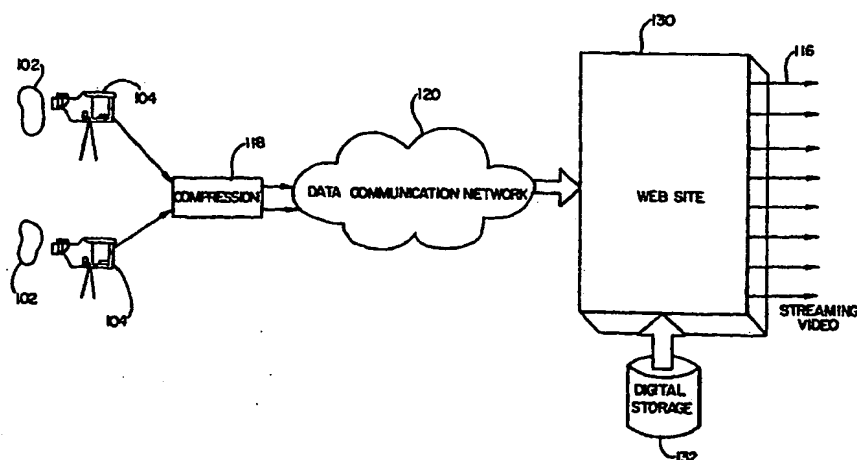 130
116
102
104
120
118
COMPRESSION
DATA COMMUNICATION NETWORK
WEB SITE
102
104
STREAMING
VIDEO
DIGITAL
STORAGE
132